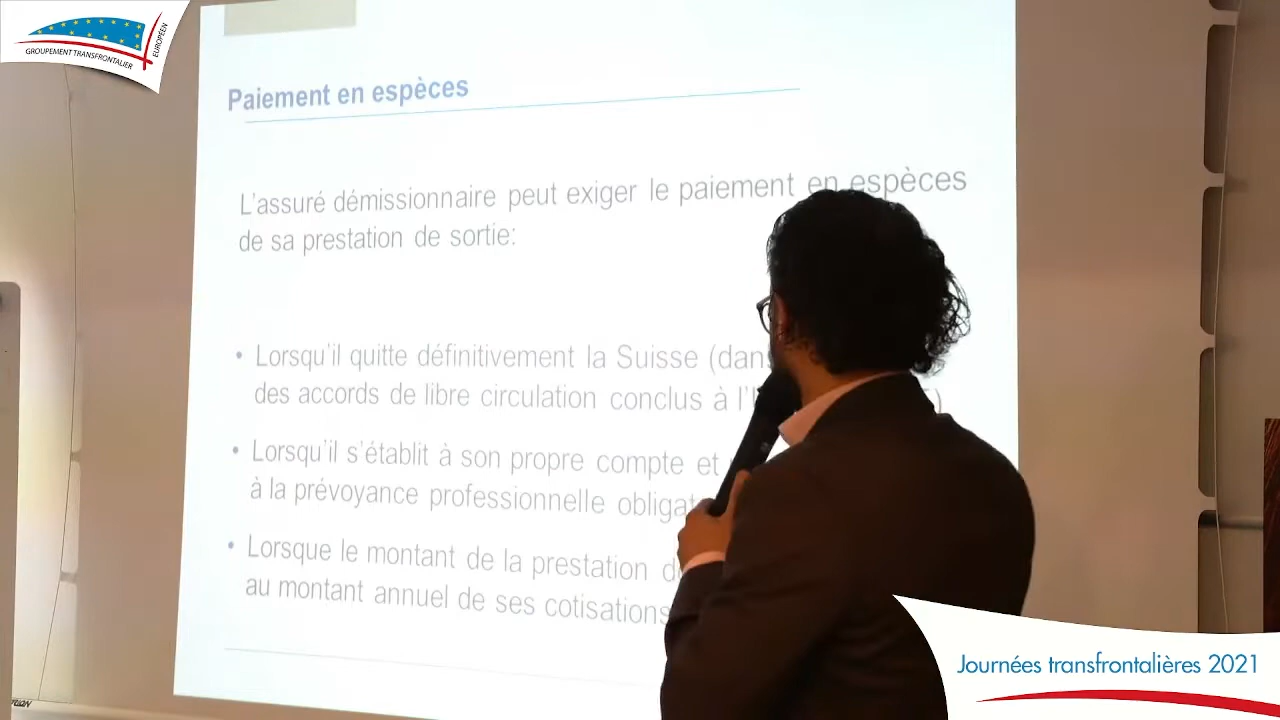 GROUPEMENT TRANSFRONTALIER
EUROPÉEN
Paiement en espèces
L'assuré démissionnaire peut exiger le paiement en espèces
de sa prestation de sortie:
• Lorsqu'il quitte définitivement la Suisse (dans
des accords de libre circulation conclus à
• Lorsqu'il s'établit à son propre compte et
à la prévoyance professionnelle
• Lorsque le montant de la prestation
au montant annuel de ses cotisations
Journées transfrontalières 2021